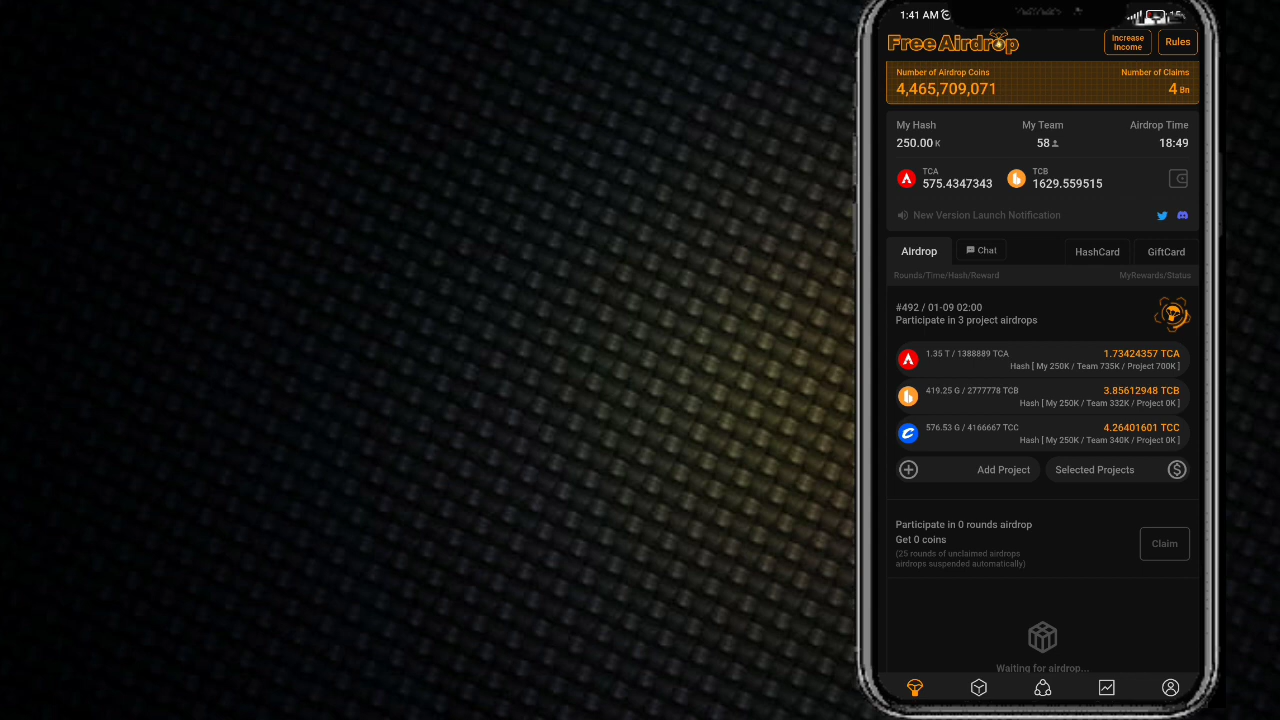 1:41 AM
Free Airdrop
Increase Income
Rules
Number of Airdrop Coins
Number of Claims
4,465,709,071
4 Bn
My Hash
My Team
Airdrop Time
250.00 K
58
18:49
TCA
575.4347343
TCB
1629.559515
New Version Launch Notification
Airdrop
Chat
HashCard
GiftCard
Rounds/Time/Hash/Reward
MyRewards/Status
#492 / 01-09 02:00
Participate in 3 project airdrops
1.35 T / 1388889 TCA
1.73424357 TCA
Hash [ My 250K / Team 735K / Project 700K ]
419.25 G / 2777778 TCB
3.85612948 TCB
Hash [ My 250K / Team 332K / Project 0K ]
576.53 G / 4166667 TCC
4.26401601 TCC
Hash [ My 250K / Team 340K / Project 0K ]
Add Project
Selected Projects
Participate in 0 rounds airdrop
Get 0 coins
(25 rounds of unclaimed airdrops
airdrops suspended automatically)
Claim
Waiting for airdrop...